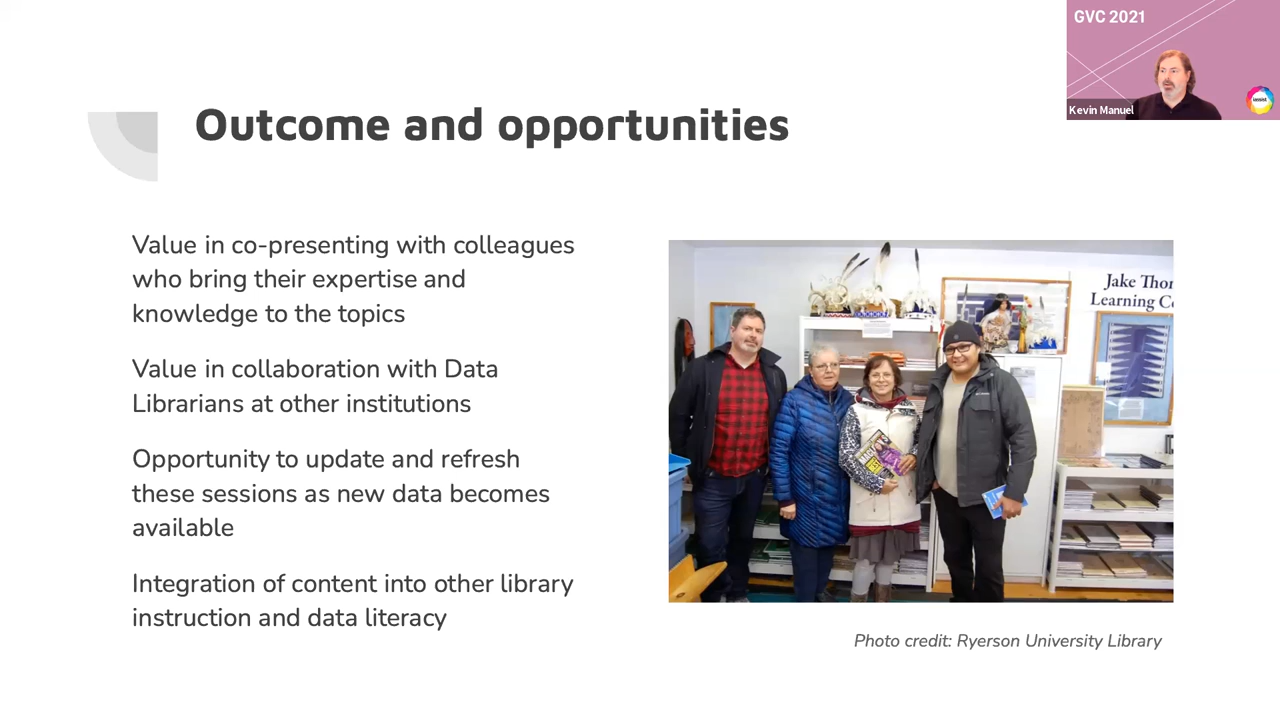 GVC 2021
Kevin Manuel
Outcome and opportunities
Value in co-presenting with colleagues
who bring their expertise and
knowledge to the topics
Value in collaboration with Data
Librarians at other institutions
Opportunity to update and refresh
these sessions as new data becomes
available
Integration of content into other library
instruction and data literacy
Jake Thom
Learning Ce
Photo credit: Ryerson University Library